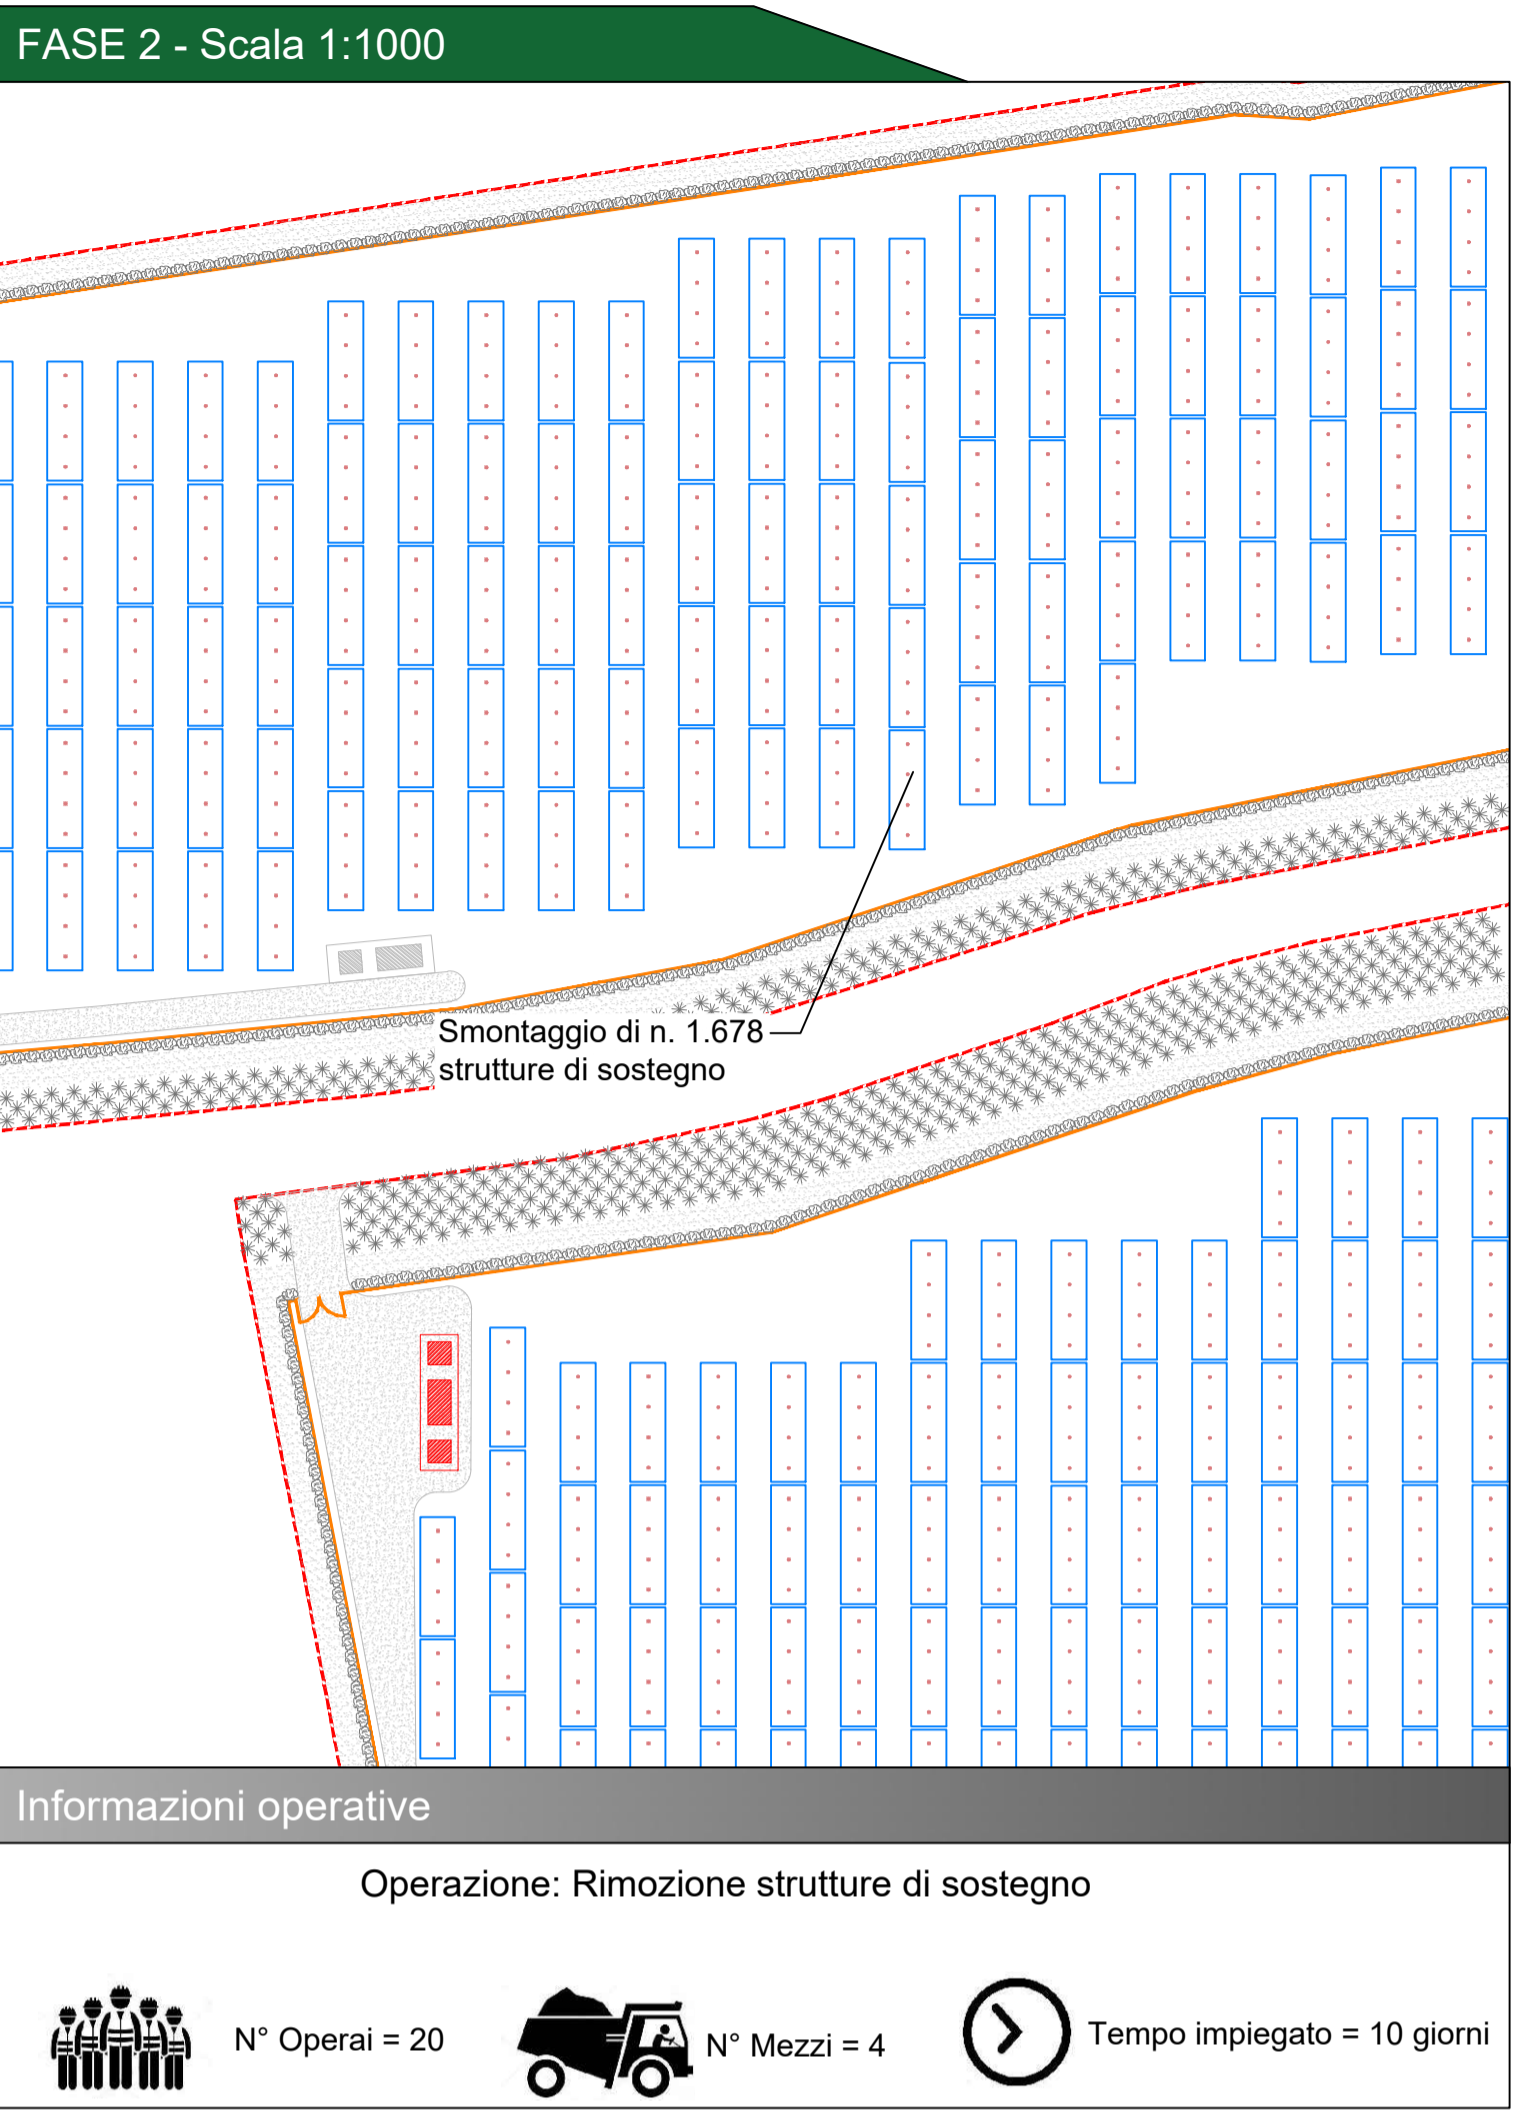 FASE 2 - Scala 1:1000
Smontaggio di n. 1.678
strutture di sostegno
Informazioni operative
Operazione: Rimozione strutture di sostegno
N° Operai = 20
N° Mezzi = 4
Tempo impiegato = 10 giorni